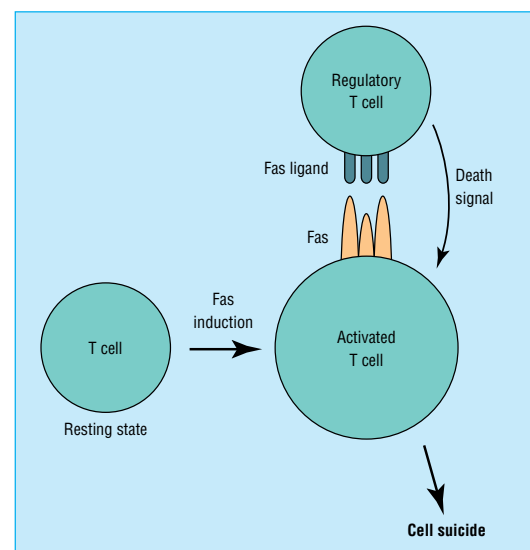 Regulatory
T cell
Fas ligand
Death
signal
Fas
Fas
induction
T cell
Activated
T cell
Resting state
Cell suicide